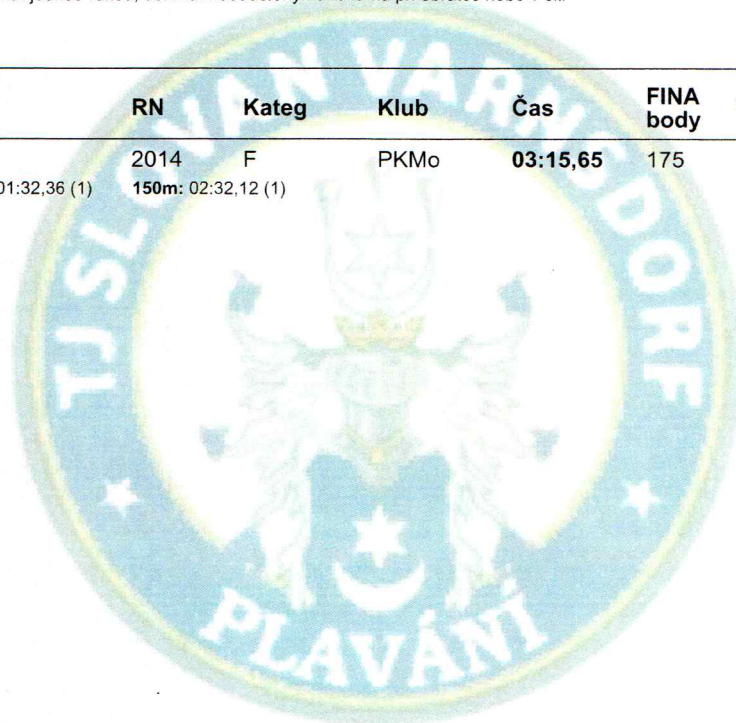 RN Kateg Klub Čas FINA body
2014 F PKMo 03:15,65 175
01:32,36 (1) 150m: 02:32,12 (1)
TJ SLOVAN VARNSDORF
PLAVÁNÍ